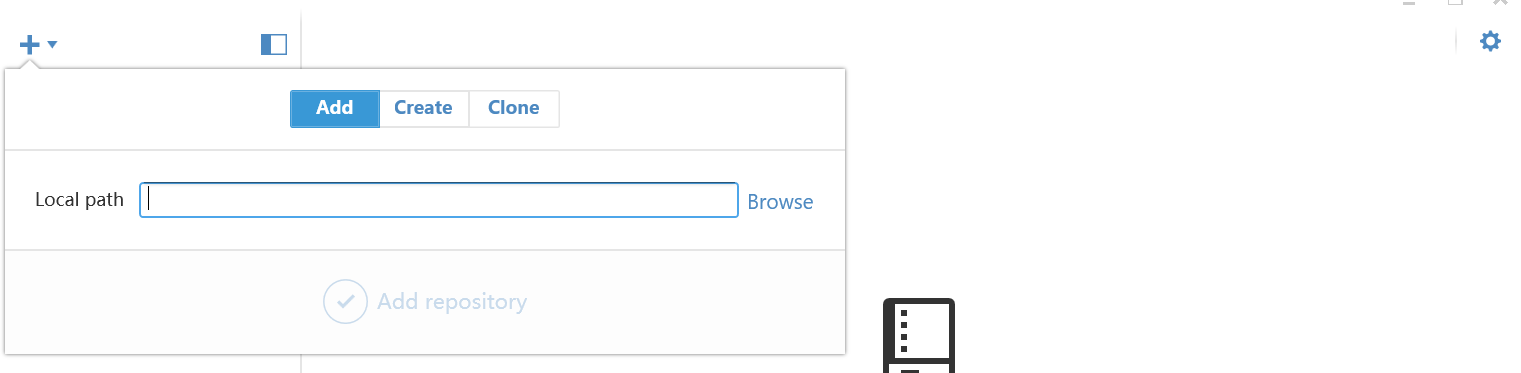 Add Create Clone
Local path Browse
Add repository